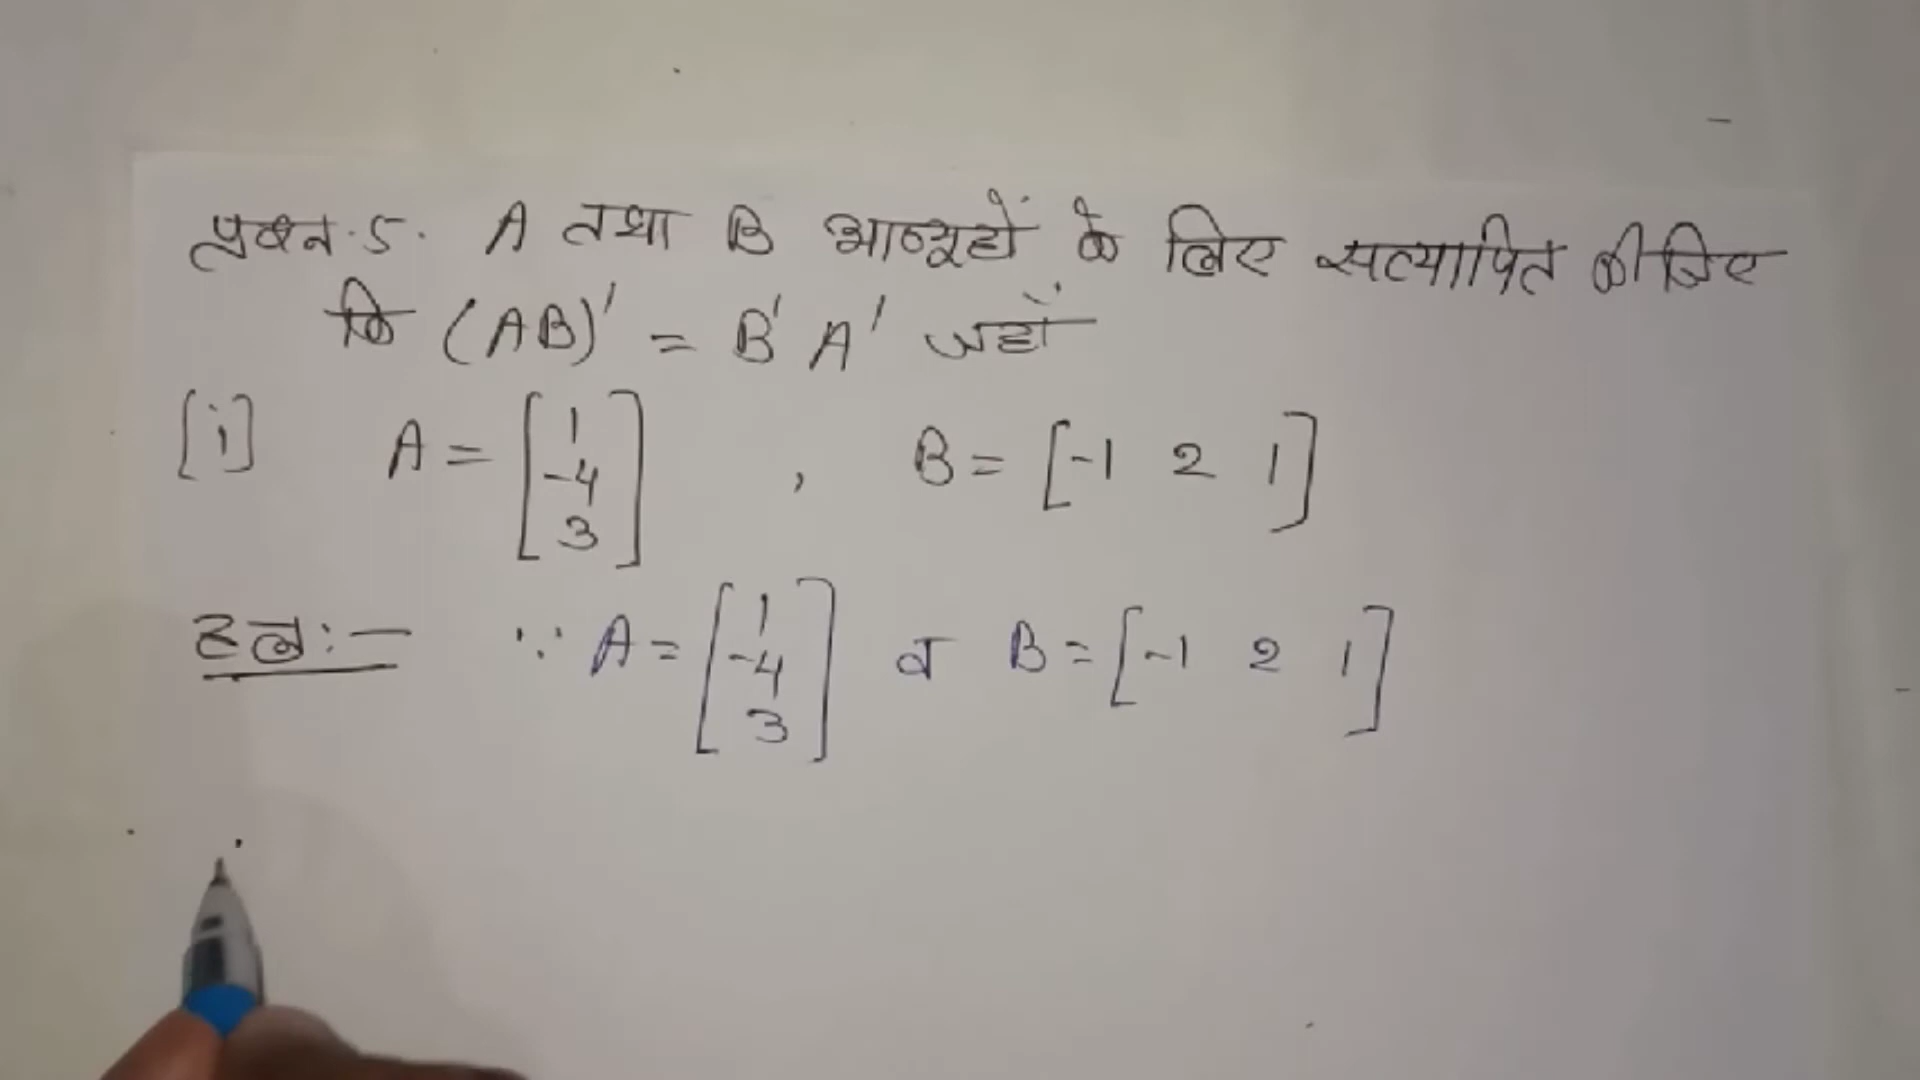 प्रश्न.5. A तथा B आव्यूहों के लिए सत्यापित कीजिए
कि (AB)' = B'A' जहाँ
[i] A = [1 -4 3] , B = [-1 2 1]
हल:— ∵ A = [1 -4 3] व B = [-1 2 1]